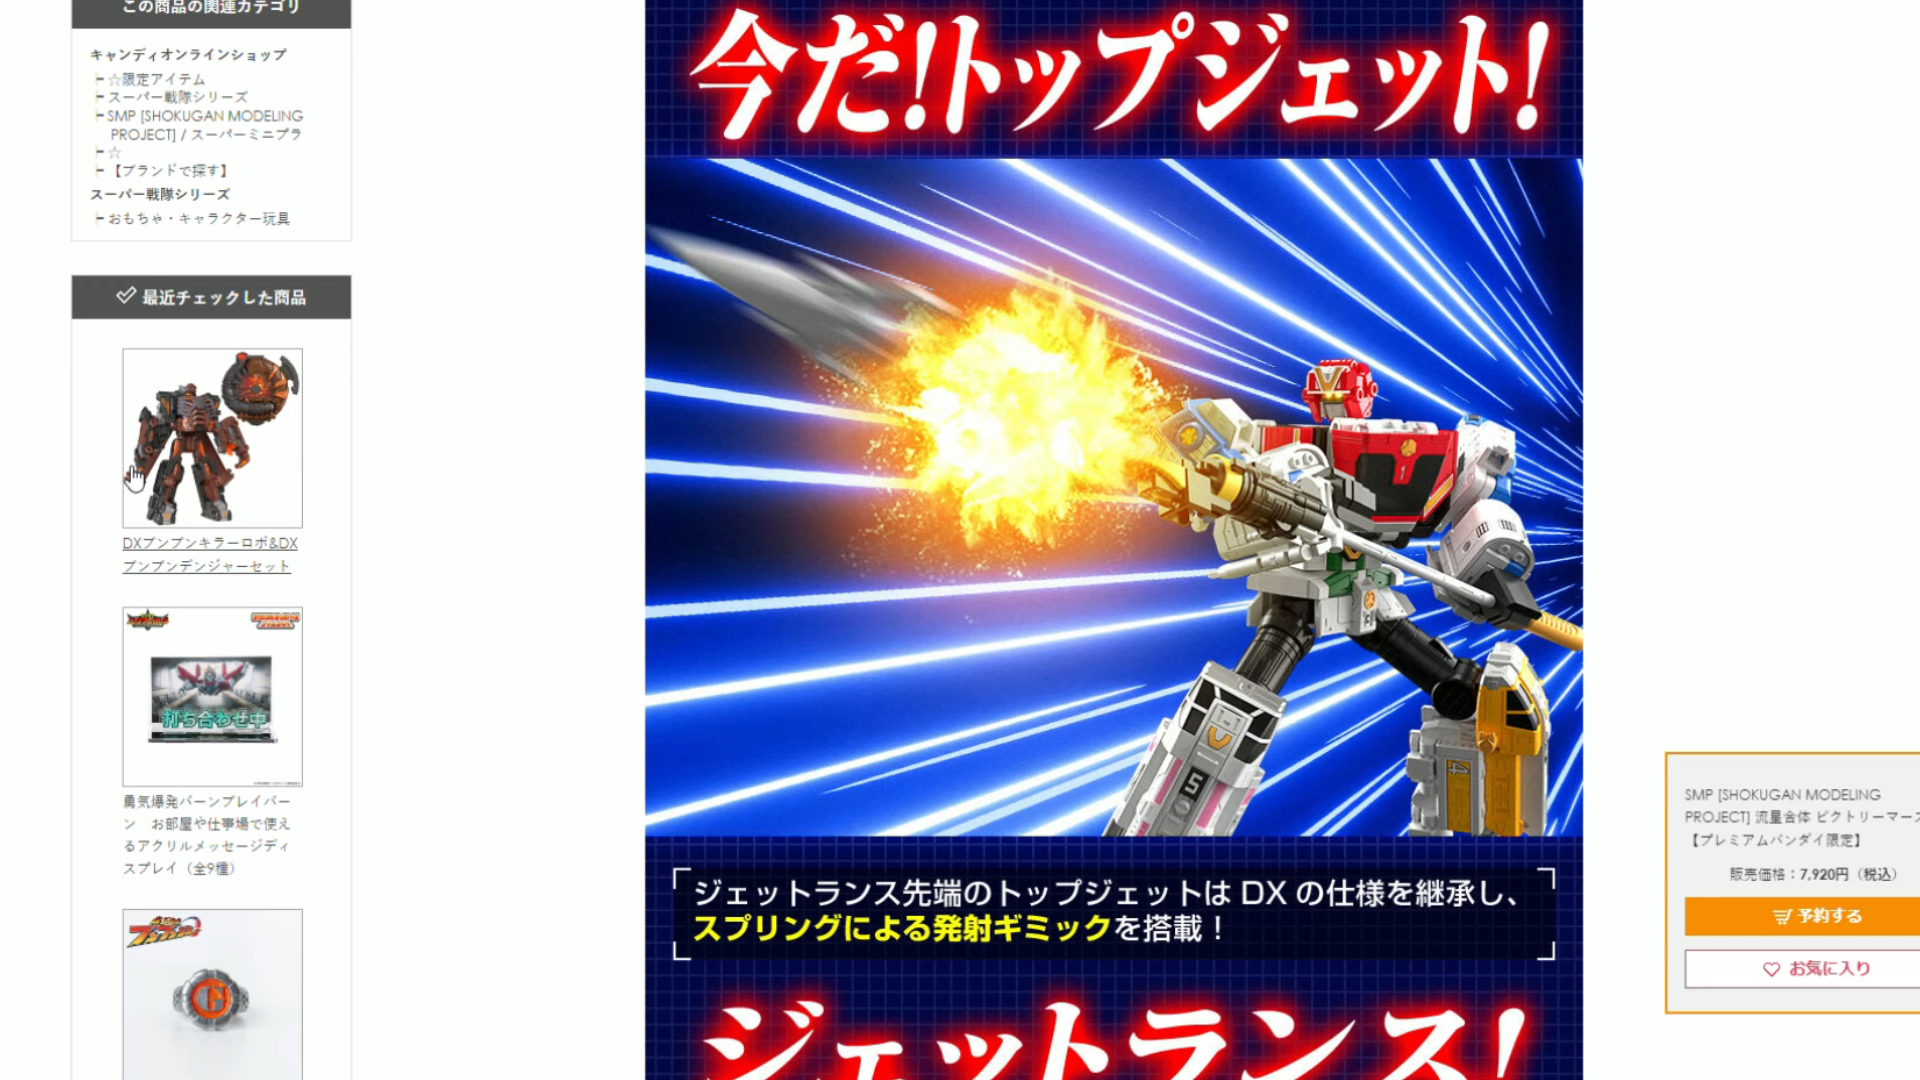 この商品の関連カテゴリ
キャンディオンラインショップ
☆限定アイテム
スーパー戦隊シリーズ
SMP [SHOKUGAN MODELING
PROJECT] / スーパーミニプラ
☆
【ブランドで探す】
スーパー戦隊シリーズ
おもちゃ・キャラクター玩具
最近チェックした商品
DXブンブンキラーロボ&DX
ブンブンデンジャーセット
打ち合わせ中
勇気爆発バーンブレイバー
ン　お部屋や仕事場で使え
るアクリルメッセージディ
スプレイ（全9種）
今だ!トップジェット!
1
5
4
ジェットランス先端のトップジェットは DX の仕様を継承し、
スプリングによる発射ギミックを搭載！
ジェットランス!
SMP [SHOKUGAN MODELING
PROJECT] 流星合体 ビクトリーマーズ
【プレミアムバンダイ限定】
販売価格：7,920円（税込）
予約する
お気に入り